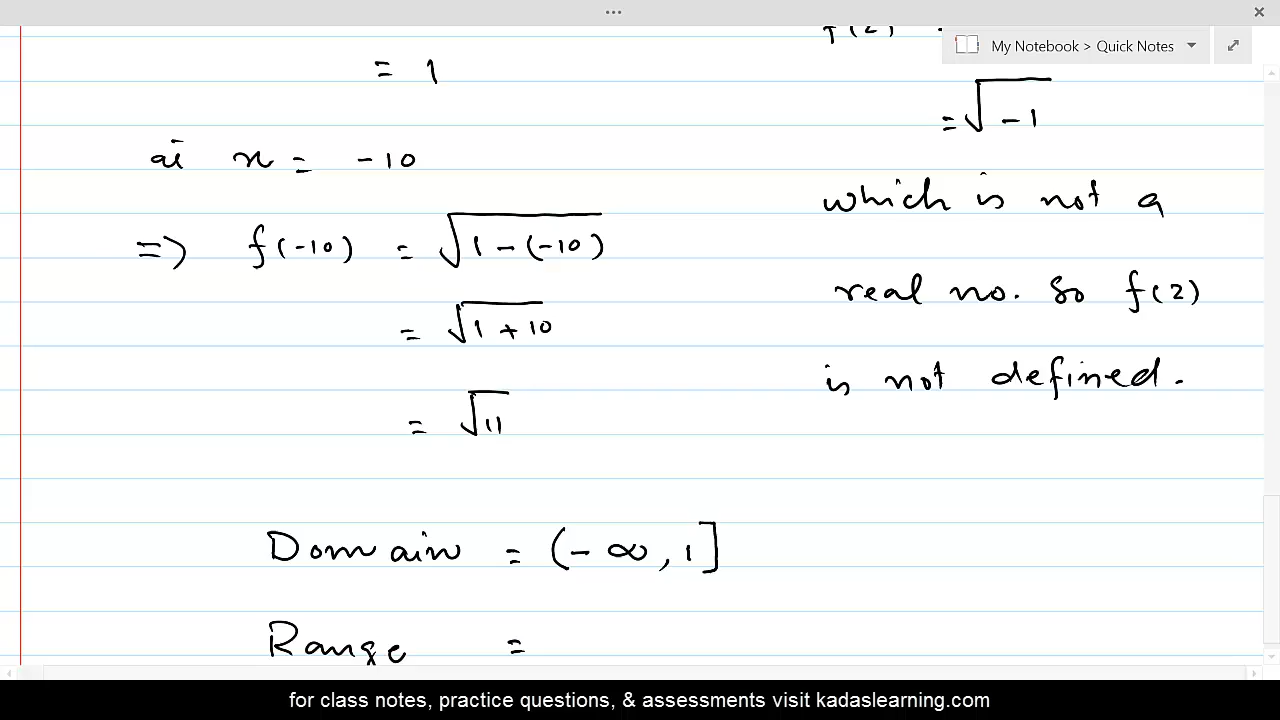 ...
My Notebook > Quick Notes
= 1
at x = -10
=> f(-10) = √(1-(-10))
= √(1+10)
= √11
f(2)
= √-1
which is not a
real no. So f(2)
is not defined.
Domain = (-∞, 1]
Range =
for class notes, practice questions, & assessments visit kadaslearning.com